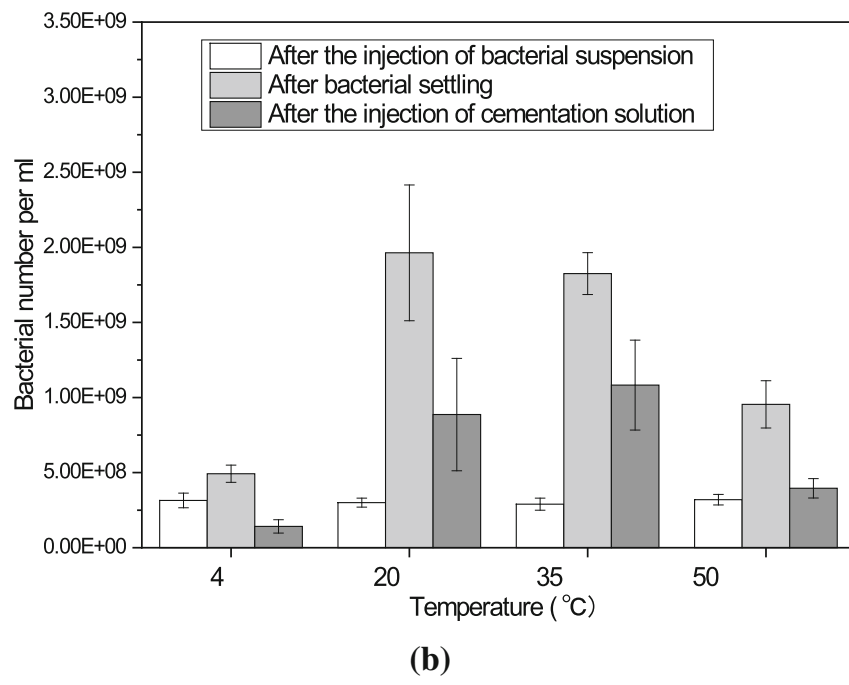 3.50E+09
3.00E+09
2.50E+09
2.00E+09
1.50E+09
1.00E+09
5.00E+08
0.00E+00
Bacterial number per ml
After the injection of bacterial suspension
After bacterial settling
After the injection of cementation solution
4 20 35 50
Temperature (°C)
(b)